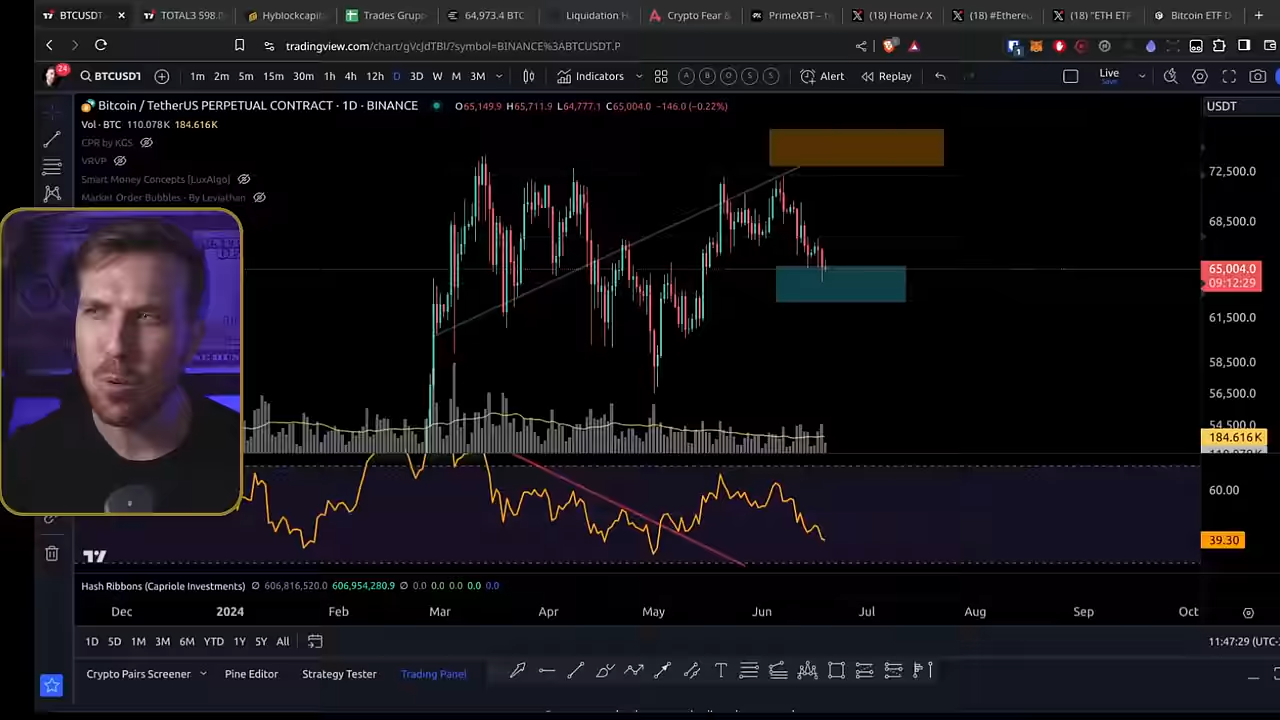 BTCUSDT
TOTAL3 598.
Hyblockcapit
Trades Grupp
64,973.4 BTC
Liquidation H
Crypto Fear &
PrimeXBT –
(18) Home / X
(18) #Ethereu
(18) "ETH ETF
Bitcoin ETF D
tradingview.com/chart/gVcJdTBI/?symbol=BINANCE%3ABTCUSDT.P
24 BTCUSD1 1m 2m 5m 15m 30m 1h 4h 12h D 3D W M 3M Indicators A B O S S Alert Replay Live
Save
Bitcoin / TetherUS PERPETUAL CONTRACT · 1D · BINANCE O65,149.9 H65,711.9 L64,777.1 C65,004.0 −146.0 (−0.22%) USDT
Vol · BTC 110.078K 184.616K
CPR by KGS
VRVP
Smart Money Concepts [LuxAlgo]
Market Order Bubbles - By Leviathan
72,500.0
68,500.0
65,004.0
09:12:29
61,500.0
58,500.0
56,500.0
54,500.0
184.616K
60.00
39.30
Hash Ribbons (Capriole Investments) ∅ 606,816,520.0 606,954,280.9 ∅ 0.0 0.0 0.0 0.0 0.0
Dec 2024 Feb Mar Apr May Jun Jul Aug Sep Oct
1D 5D 1M 3M 6M YTD 1Y 5Y All 11:47:29 (UTC-
Crypto Pairs Screener Pine Editor Strategy Tester Trading Panel